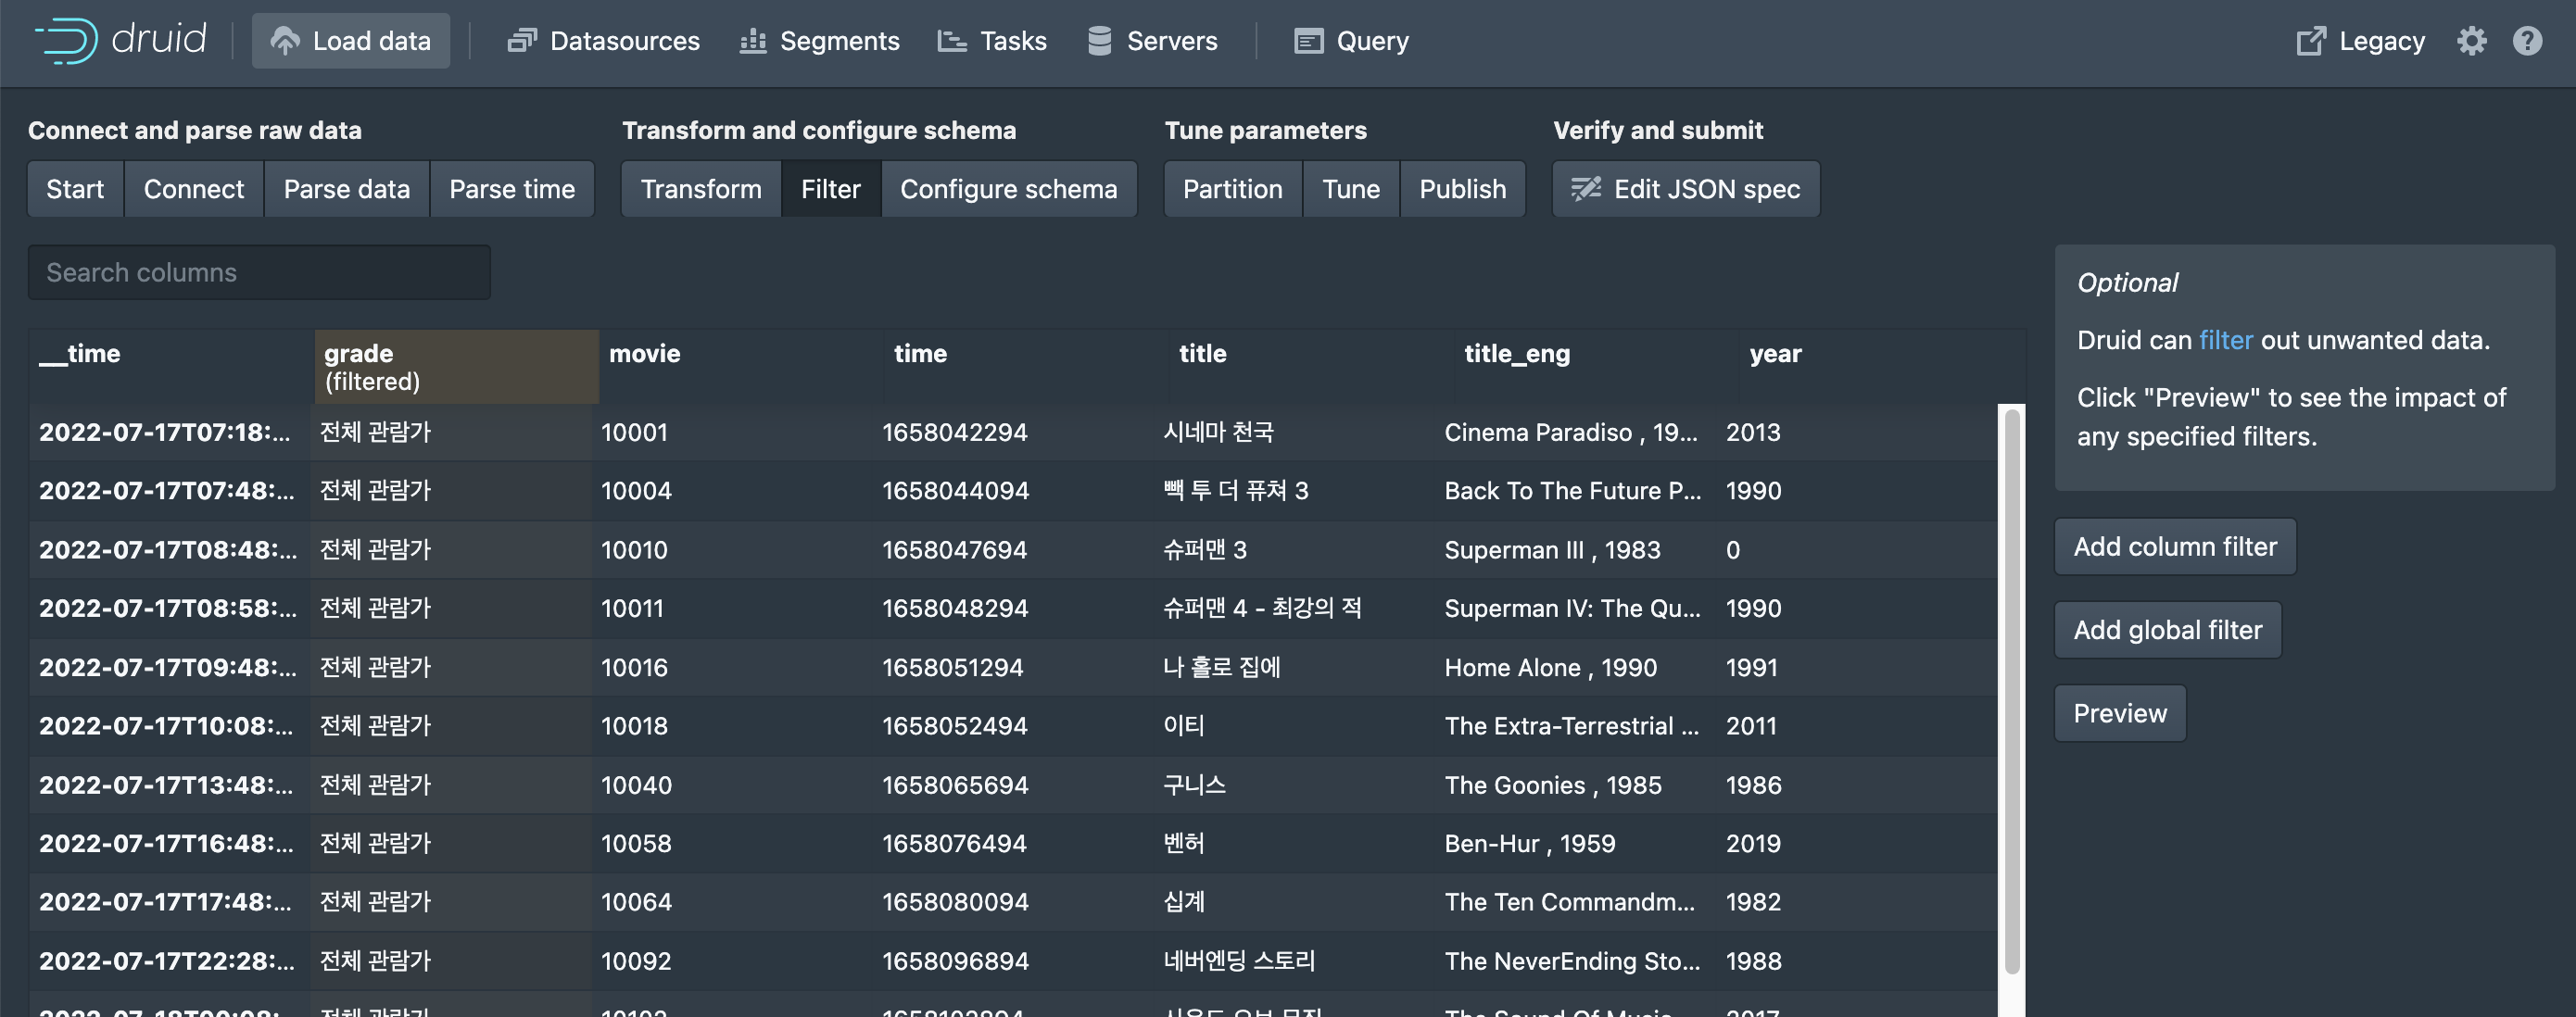 druid Load data Datasources Segments Tasks Servers Query Legacy
Connect and parse raw data Transform and configure schema Tune parameters Verify and submit
Start Connect Parse data Parse time Transform Filter Configure schema Partition Tune Publish Edit JSON spec
Search columns
__time grade (filtered) movie time title title_eng year
2022-07-17T07:18:... 전체 관람가 10001 1658042294 시네마 천국 Cinema Paradiso , 19... 2013
2022-07-17T07:48:... 전체 관람가 10004 1658044094 빽 투 더 퓨쳐 3 Back To The Future P... 1990
2022-07-17T08:48:... 전체 관람가 10010 1658047694 슈퍼맨 3 Superman III , 1983 0
2022-07-17T08:58:... 전체 관람가 10011 1658048294 슈퍼맨 4 - 최강의 적 Superman IV: The Qu... 1990
2022-07-17T09:48:... 전체 관람가 10016 1658051294 나 홀로 집에 Home Alone , 1990 1991
2022-07-17T10:08:... 전체 관람가 10018 1658052494 이티 The Extra-Terrestrial ... 2011
2022-07-17T13:48:... 전체 관람가 10040 1658065694 구니스 The Goonies , 1985 1986
2022-07-17T16:48:... 전체 관람가 10058 1658076494 벤허 Ben-Hur , 1959 2019
2022-07-17T17:48:... 전체 관람가 10064 1658080094 십계 The Ten Commandm... 1982
2022-07-17T22:28:... 전체 관람가 10092 1658096894 네버엔딩 스토리 The NeverEnding Sto... 1988
Optional
Druid can filter out unwanted data.
Click "Preview" to see the impact of
any specified filters.
Add column filter
Add global filter
Preview